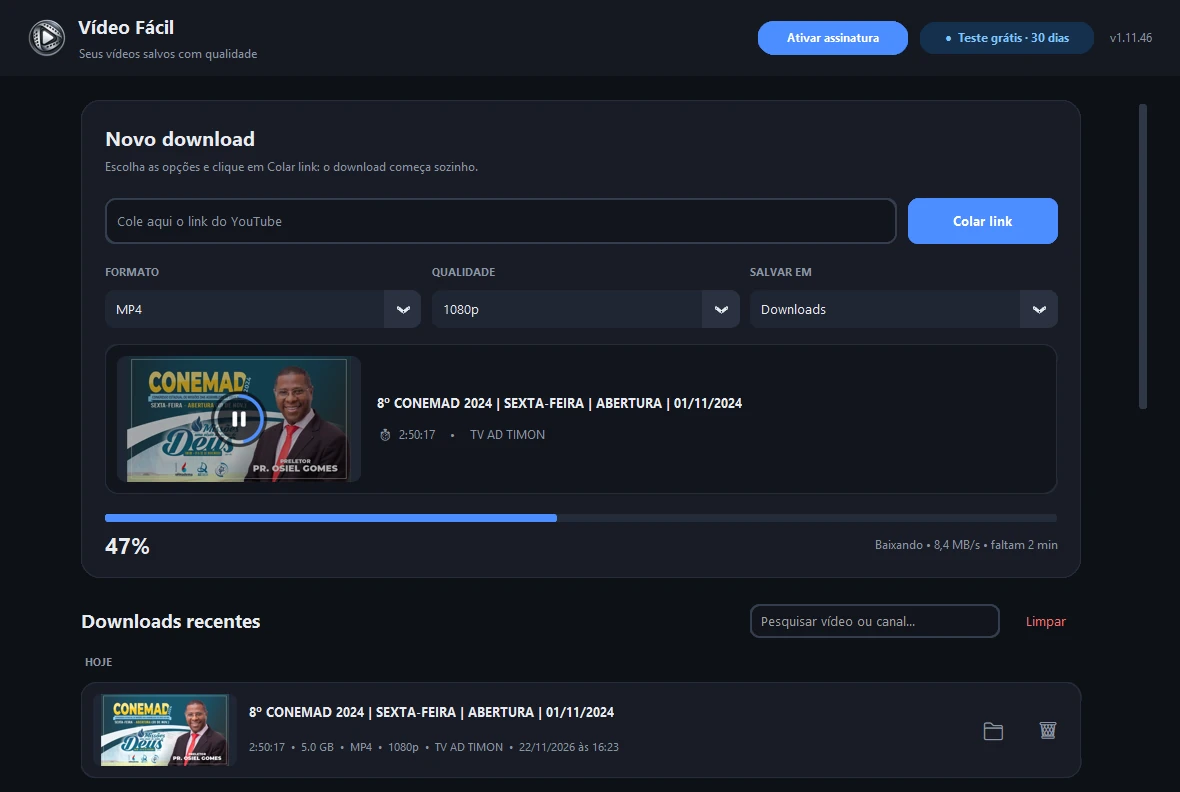 Vídeo Fácil
Seus vídeos salvos com qualidade
Ativar assinatura
• Teste grátis · 30 dias
v1.11.46
Novo download
Escolha as opções e clique em Colar link: o download começa sozinho.
Cole aqui o link do YouTube
Colar link
FORMATO
QUALIDADE
SALVAR EM
MP4
1080p
Downloads
CONEMAD
2024
SEXTA-FEIRA - ABERTURA
Deus
PRELETOR
PR. OSIEL GOMES
8º CONEMAD 2024 | SEXTA-FEIRA | ABERTURA | 01/11/2024
2:50:17 • TV AD TIMON
47%
Baixando • 8,4 MB/s • faltam 2 min
Downloads recentes
Pesquisar vídeo ou canal...
Limpar
HOJE
CONEMAD
Deus
PR. OSIEL GOMES
8º CONEMAD 2024 | SEXTA-FEIRA | ABERTURA | 01/11/2024
2:50:17 • 5.0 GB • MP4 • 1080p • TV AD TIMON • 22/11/2026 às 16:23